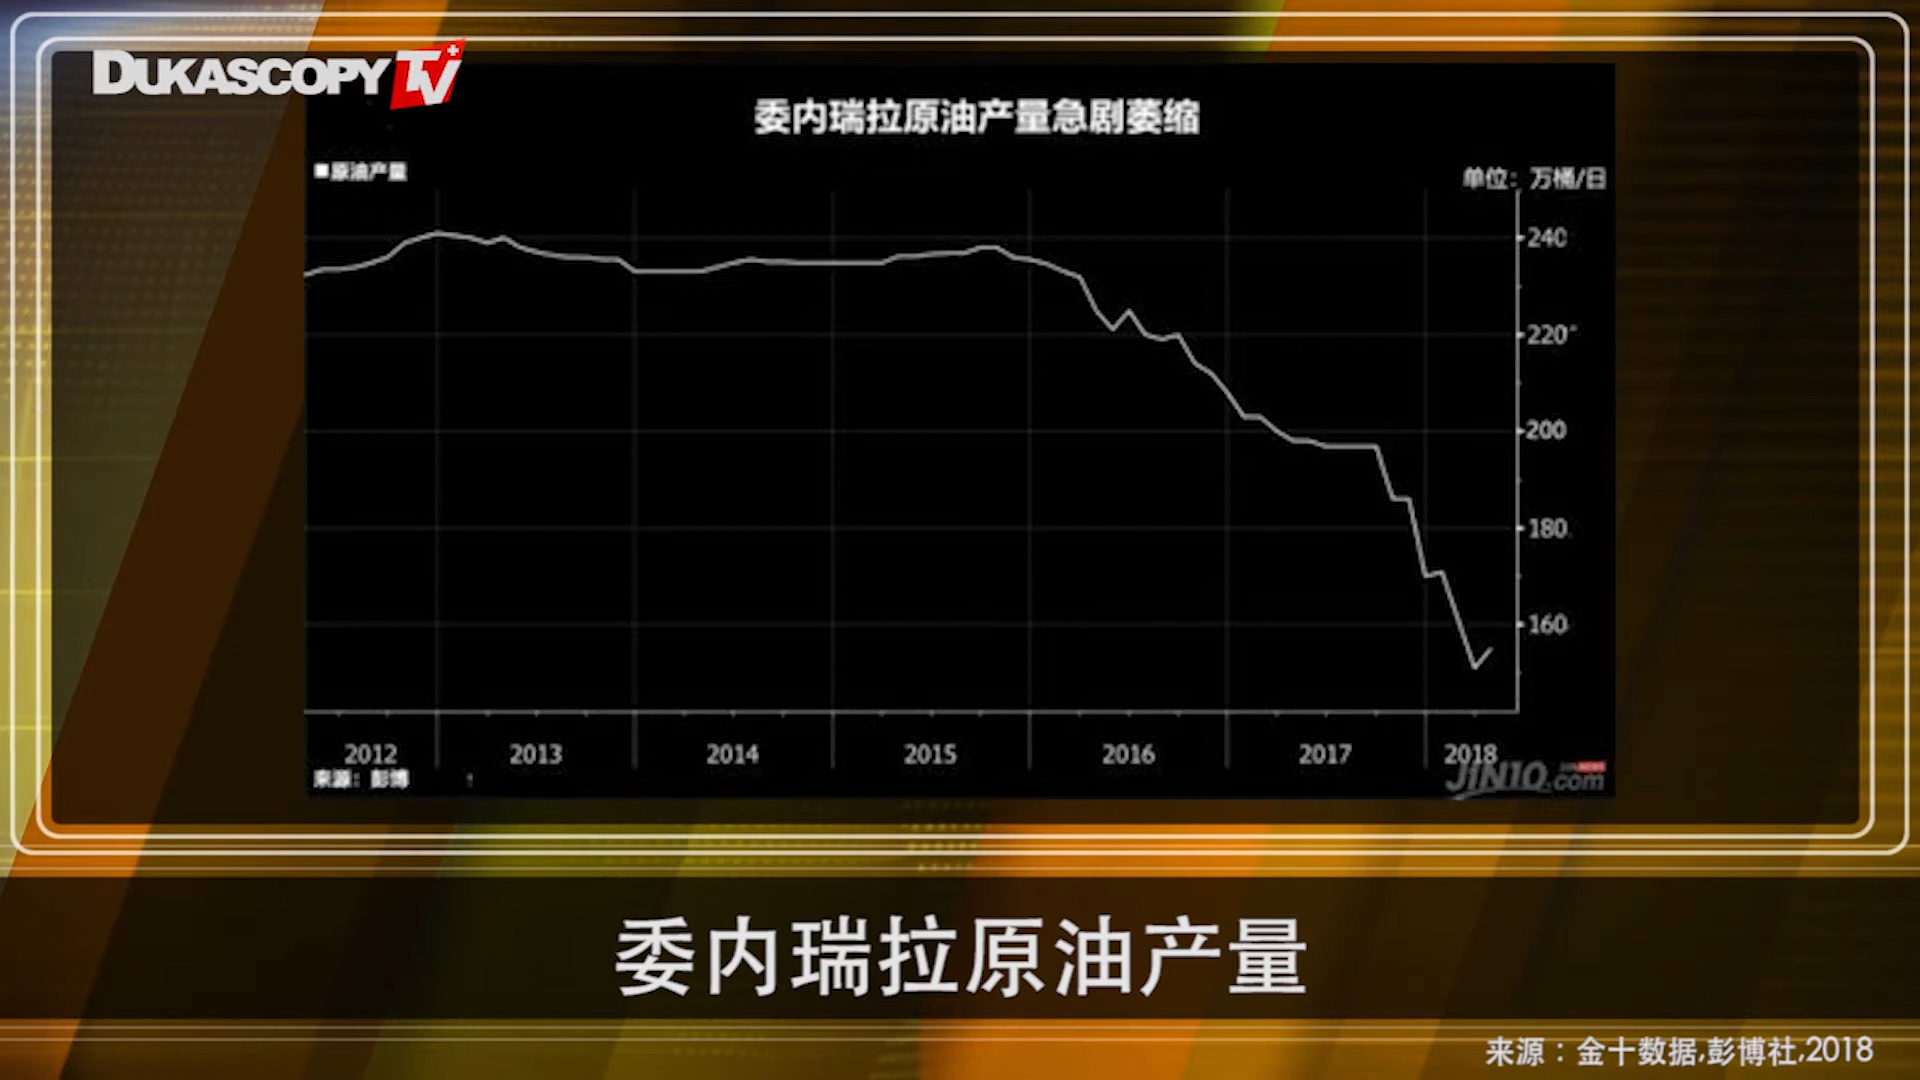 DUKASCOPY TV
委内瑞拉原油产量急剧萎缩
■原油产量
单位：万桶/日
240
220
200
180
160
2012 2013 2014 2015 2016 2017 2018
来源：彭博
JIN10.com
委内瑞拉原油产量
来源：金十数据,彭博社,2018